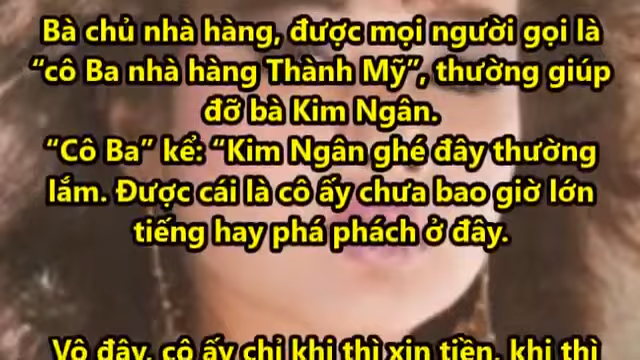 Bà chủ nhà hàng, được mọi người gọi là
“cô Ba nhà hàng Thành Mỹ”, thường giúp
đỡ bà Kim Ngân.
“Cô Ba” kể: “Kim Ngân ghé đây thường
lắm. Được cái là cô ấy chưa bao giờ lớn
tiếng hay phá phách ở đây.
Vô đây, cô ấy chỉ khi thì xin tiền, khi thì